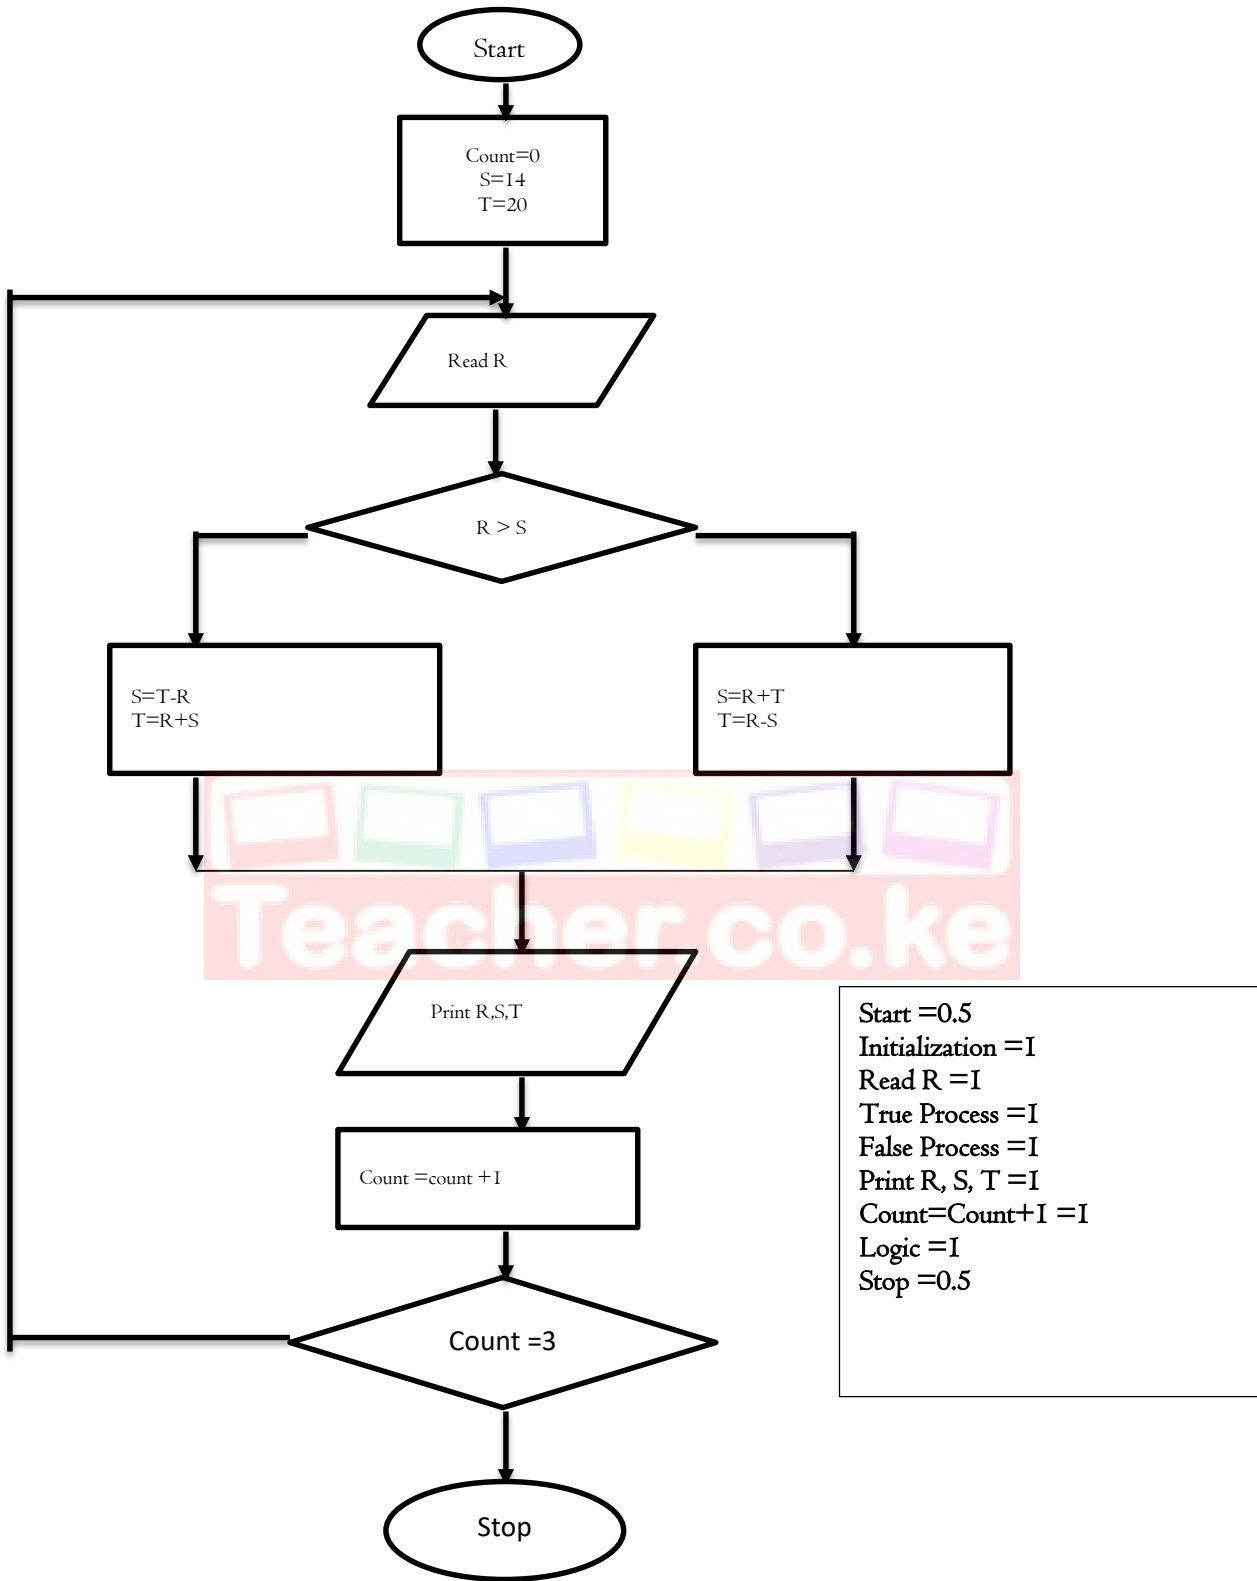 Start
Count=0
S=14
T=20
Read R
R > S
S=T-R
T=R+S
S=R+T
T=R-S
Teacher.co.ke
Print R,S,T
Count =count +1
Count =3
Stop
Start =0.5
Initialization =1
Read R =1
True Process =1
False Process =1
Print R, S, T =1
Count=Count+1 =1
Logic =1
Stop =0.5